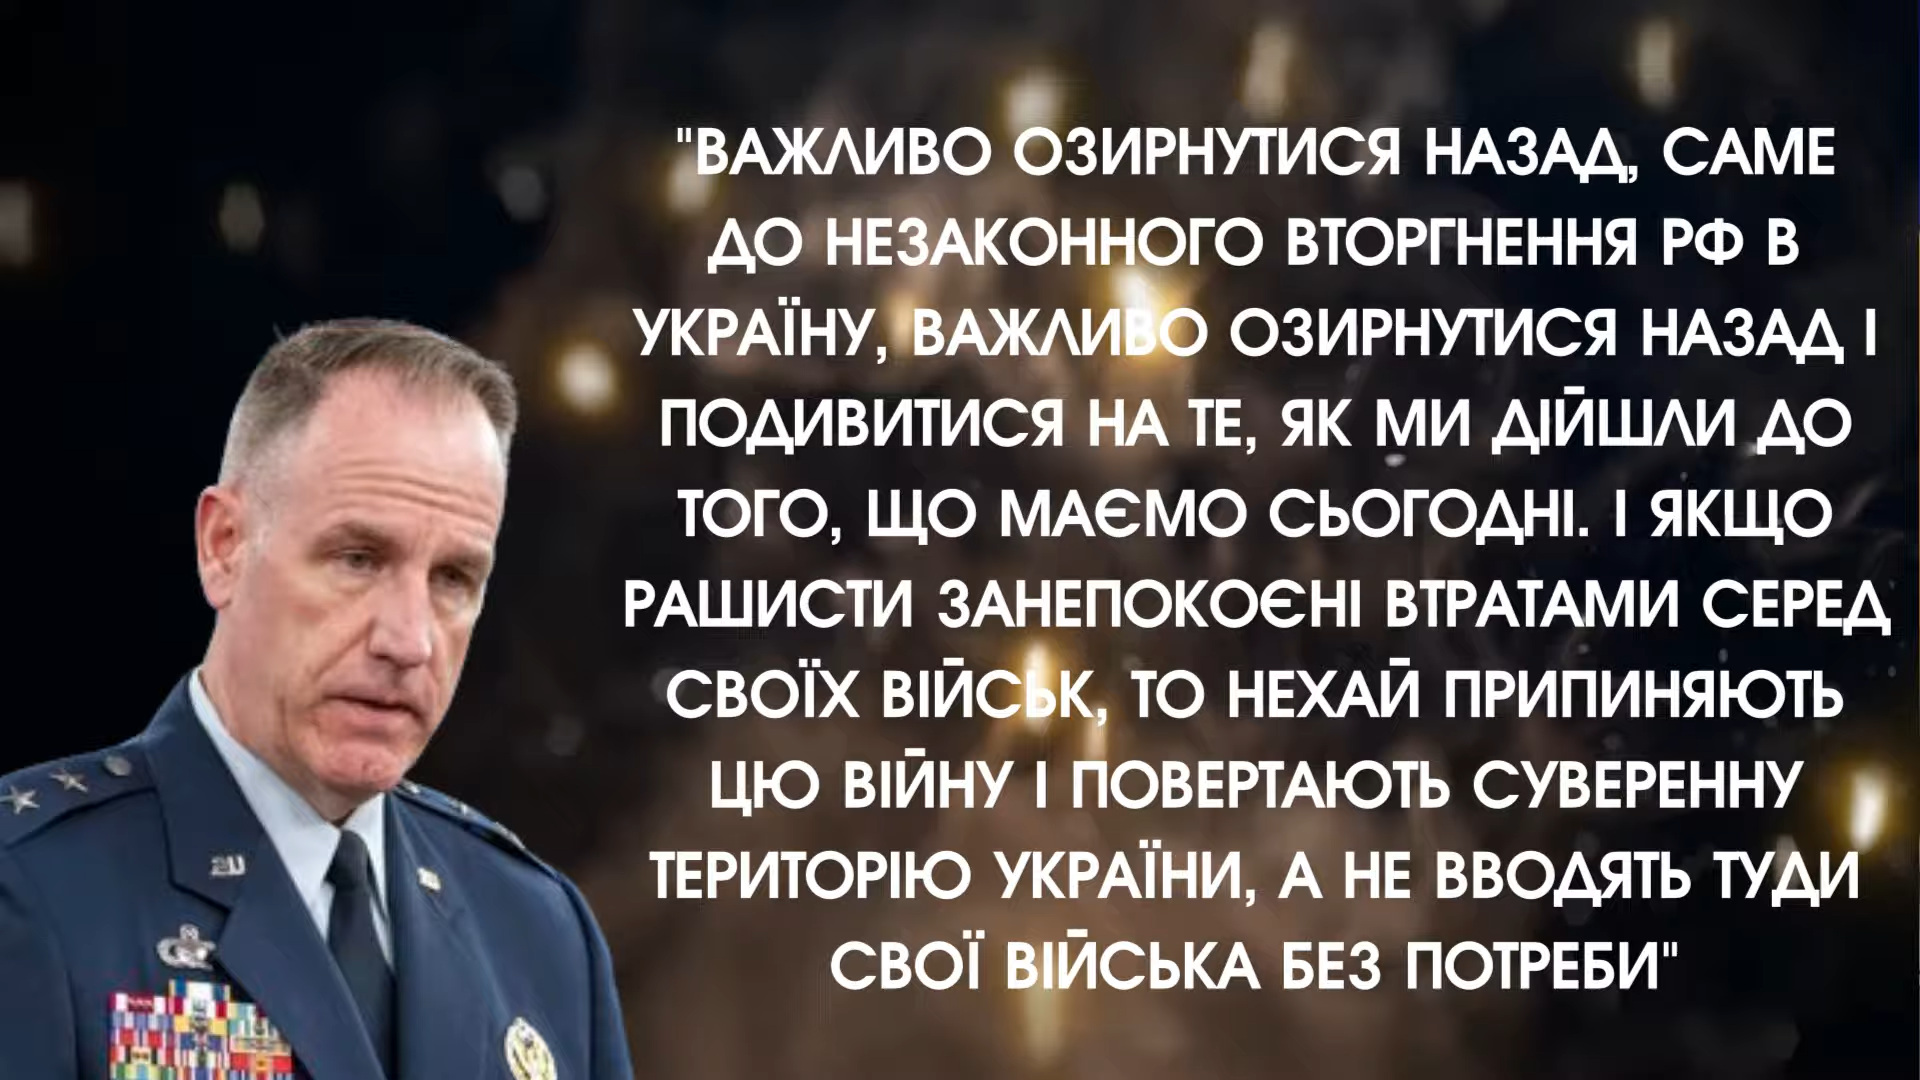 "ВАЖЛИВО ОЗИРНУТИСЯ НАЗАД, САМЕ
ДО НЕЗАКОННОГО ВТОРГНЕННЯ РФ В
УКРАЇНУ, ВАЖЛИВО ОЗИРНУТИСЯ НАЗАД І
ПОДИВИТИСЯ НА ТЕ, ЯК МИ ДІЙШЛИ ДО
ТОГО, ЩО МАЄМО СЬОГОДНІ. І ЯКЩО
РАШИСТИ ЗАНЕПОКОЄНІ ВТРАТАМИ СЕРЕД
СВОЇХ ВІЙСЬК, ТО НЕХАЙ ПРИПИНЯЮТЬ
ЦЮ ВІЙНУ І ПОВЕРТАЮТЬ СУВЕРЕННУ
ТЕРИТОРІЮ УКРАЇНИ, А НЕ ВВОДЯТЬ ТУДИ
СВОЇ ВІЙСЬКА БЕЗ ПОТРЕБИ"